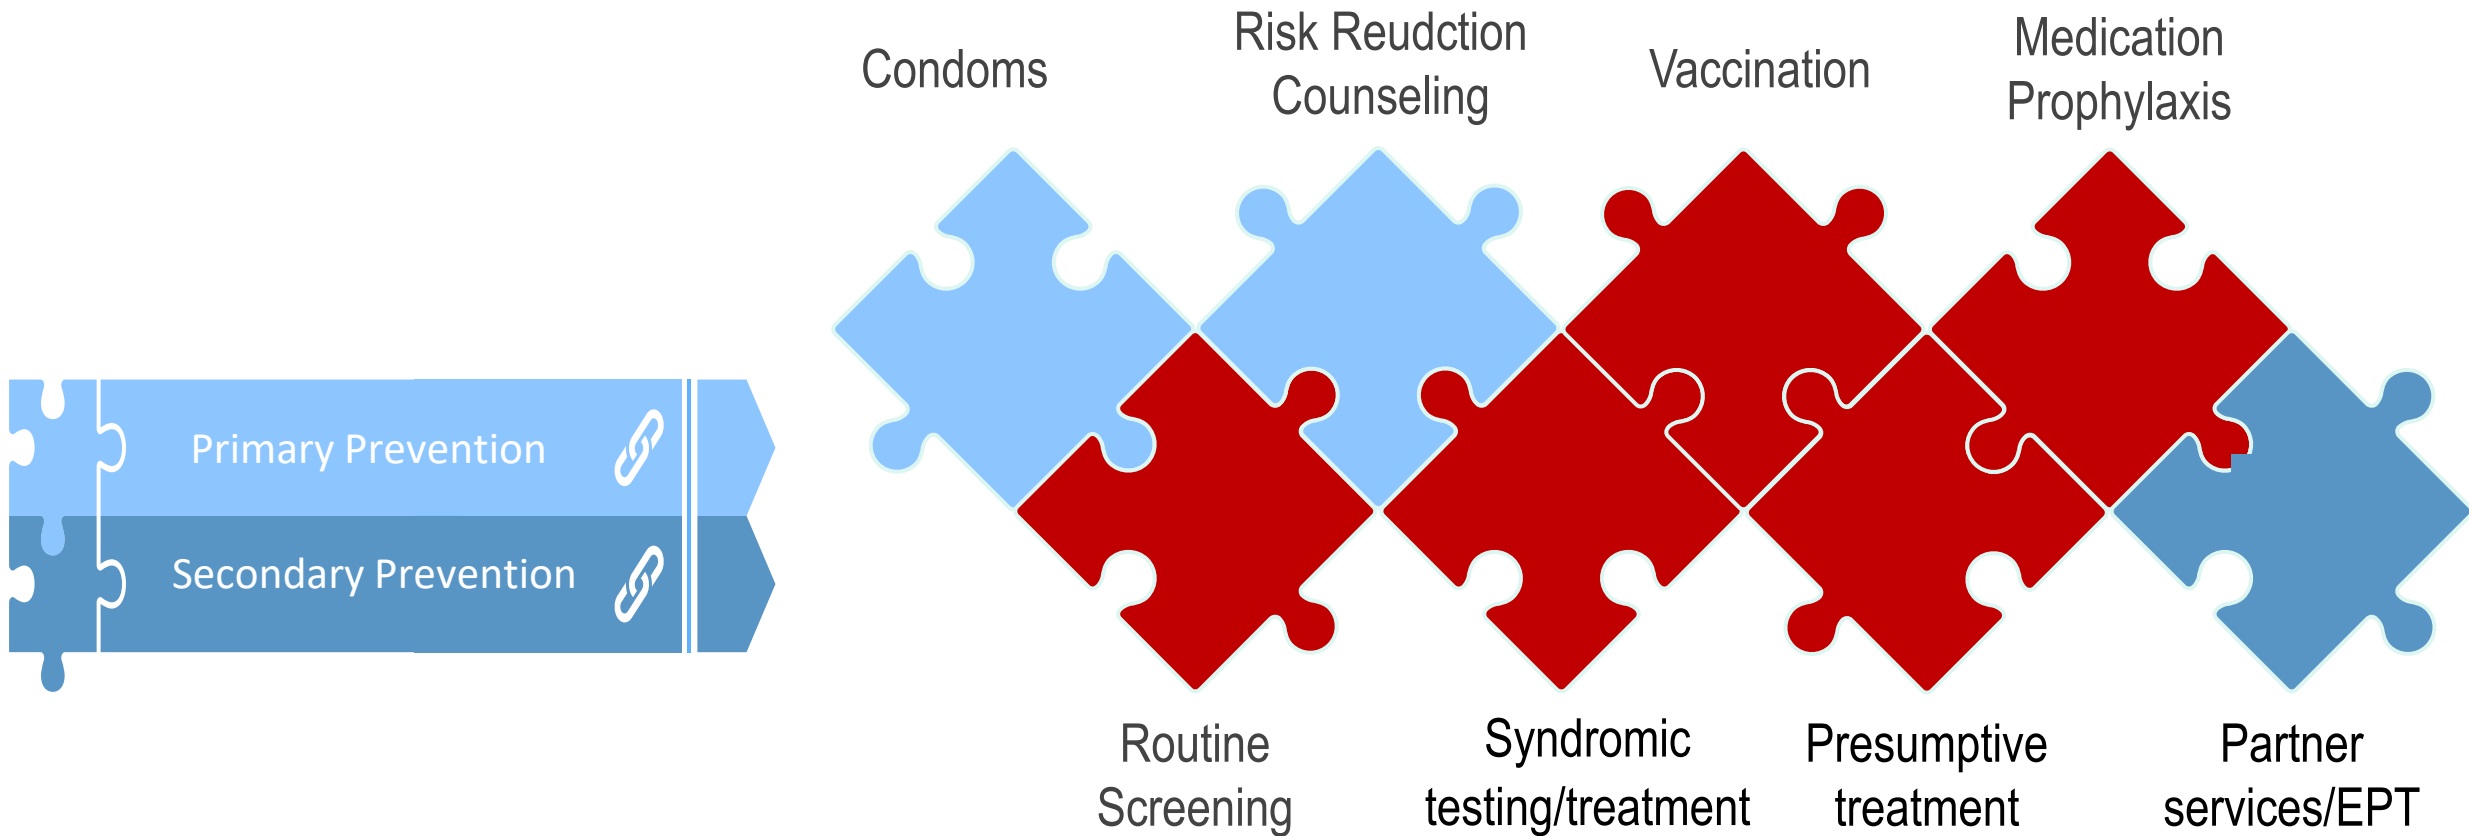 Condoms
Risk Reudction
Counseling
Vaccination
Medication
Prophylaxis
Primary Prevention
Secondary Prevention
Routine
Screening
Syndromic
testing/treatment
Presumptive
treatment
Partner
services/EPT